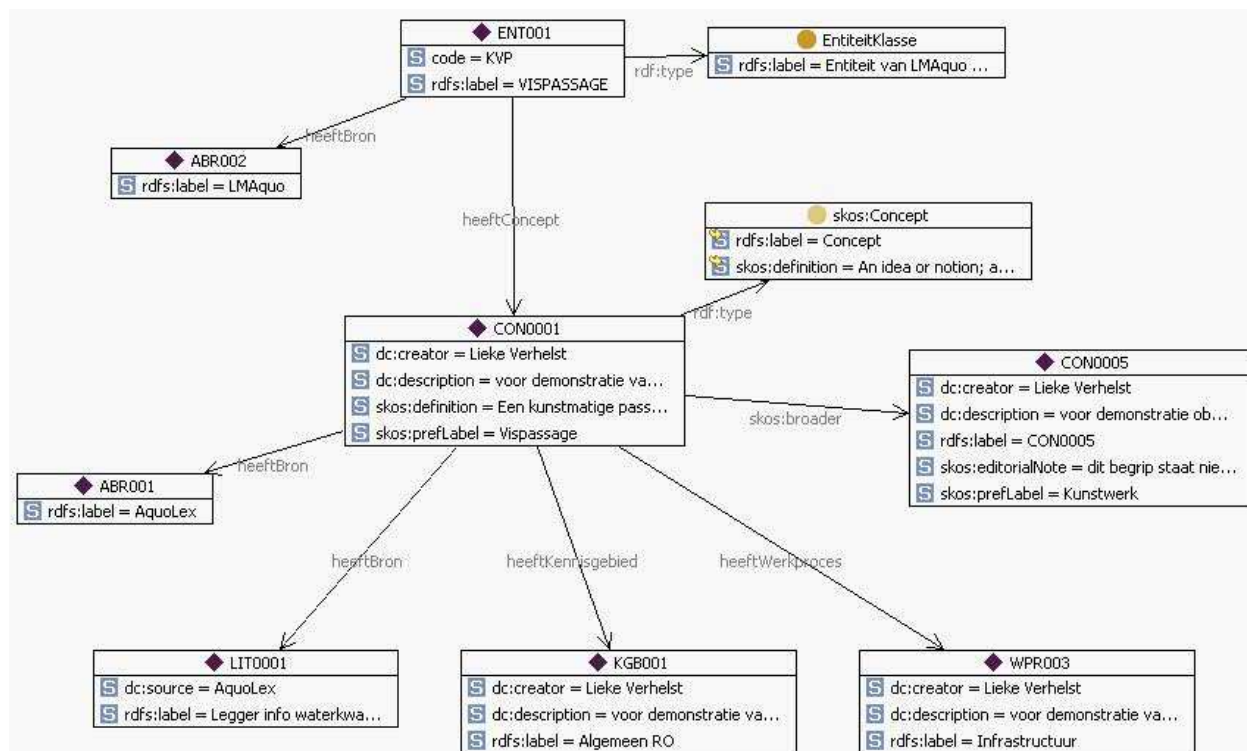 ENT001
code = KVP
rdfs:label = VISPASSAGE
EntiteitKlasse
rdfs:label = Entiteit van LMAquo ...
rdf:type
heeftBron
ABR002
rdfs:label = LMAquo
heeftConcept
skos:Concept
rdfs:label = Concept
skos:definition = An idea or notion; a...
rdf:type
CON0001
dc:creator = Lieke Verhelst
dc:description = voor demonstratie va...
skos:definition = Een kunstmatige pass...
skos:prefLabel = Vispassage
skos:broader
CON0005
dc:creator = Lieke Verhelst
dc:description = voor demonstratie ob...
rdfs:label = CON0005
skos:editorialNote = dit begrip staat nie...
skos:prefLabel = Kunstwerk
heeftBron
ABR001
rdfs:label = AquoLex
heeftBron
heeftKennisgebied
heeftWerkproces
LIT0001
dc:source = AquoLex
rdfs:label = Legger info waterkwa...
KGB001
dc:creator = Lieke Verhelst
dc:description = voor demonstratie va...
rdfs:label = Algemeen RO
WPR003
dc:creator = Lieke Verhelst
dc:description = voor demonstratie va...
rdfs:label = Infrastructuur